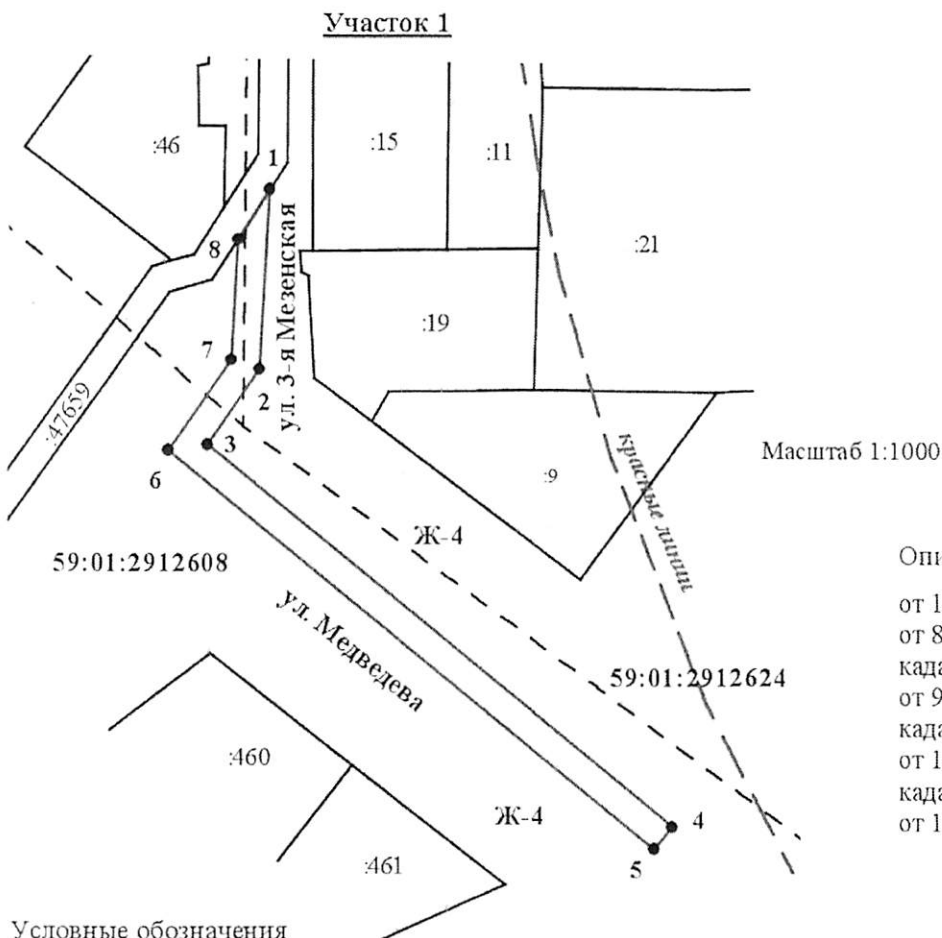 Участок 1
:46
1
:15
:11
8
ул. 3-я Мезенская
:21
:19
7
2
:47659
3
6
:9
красные линии
Масштаб 1:1000
Ж-4
59:01:2912608
ул. Медведева
59:01:2912624
:460
Ж-4
4
5
:461
Опи
от 1
от 8
када
от 9
када
от 1
када
от 1
Условные обозначения